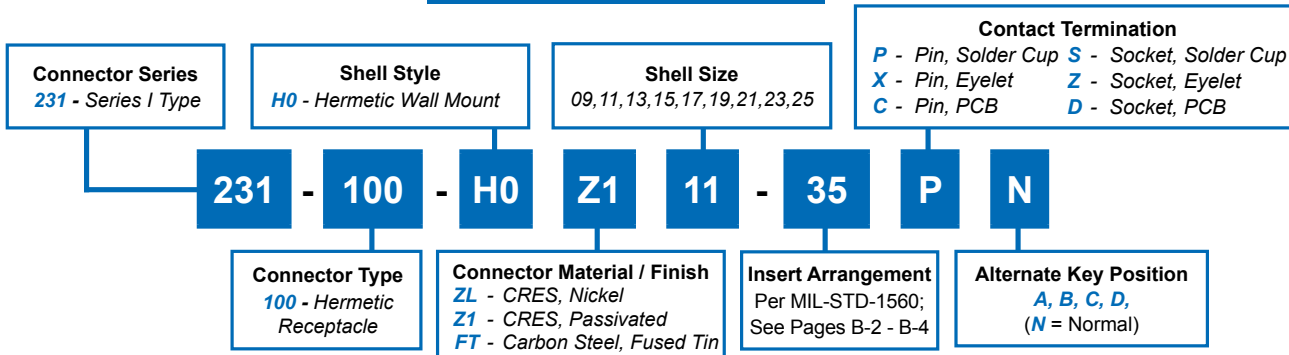 Connector Series
231 - Series I Type
Shell Style
H0 - Hermetic Wall Mount
Shell Size
09,11,13,15,17,19,21,23,25
Contact Termination
P - Pin, Solder Cup S - Socket, Solder Cup
X - Pin, Eyelet Z - Socket, Eyelet
C - Pin, PCB D - Socket, PCB
231 - 100 - H0 Z1 11 - 35 P N
Connector Type
100 - Hermetic
Receptacle
Connector Material / Finish
ZL - CRES, Nickel
Z1 - CRES, Passivated
FT - Carbon Steel, Fused Tin
Insert Arrangement
Per MIL-STD-1560;
See Pages B-2 - B-4
Alternate Key Position
A, B, C, D,
(N = Normal)